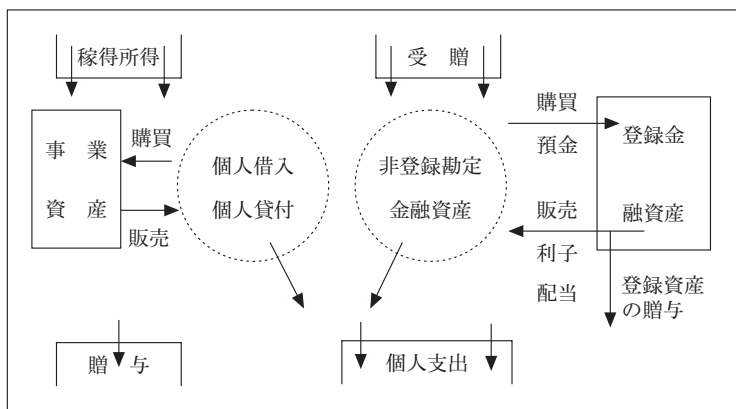 稼得所得
受　贈
購買
預金
事　業
資　産
購買
販売
個人借入
個人貸付
非登録勘定
金融資産
登録金
融資産
販売
利子
配当
登録資産
の贈与
贈　与
個人支出